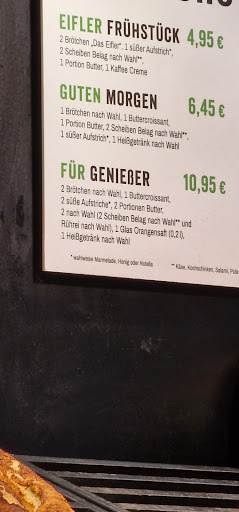 EIFLER FRÜHSTÜCK 4,95 €
2 Brötchen „Das Eifler", 1 süßer Aufstrich*,
2 Scheiben Belag nach Wahl**,
1 Portion Butter, 1 Kaffee Creme
GUTEN MORGEN 6,45 €
1 Brötchen nach Wahl, 1 Buttercroissant,
1 Portion Butter, 2 Scheiben Belag nach Wahl**,
1 süßer Aufstrich*, 1 Heißgetränk nach Wahl
FÜR GENIEẞER 10,95 €
2 Brötchen nach Wahl, 1 Buttercroissant,
2 süße Aufstriche*, 2 Portionen Butter,
2 nach Wahl (2 Scheiben Belag nach Wahl** und
Rührei nach Wahl), 1 Glas Orangensaft (0,2l),
1 Heißgetränk nach Wahl
* wahlweise Marmelade, Honig oder Nutella
** Käse, Kochschinken, Salami,